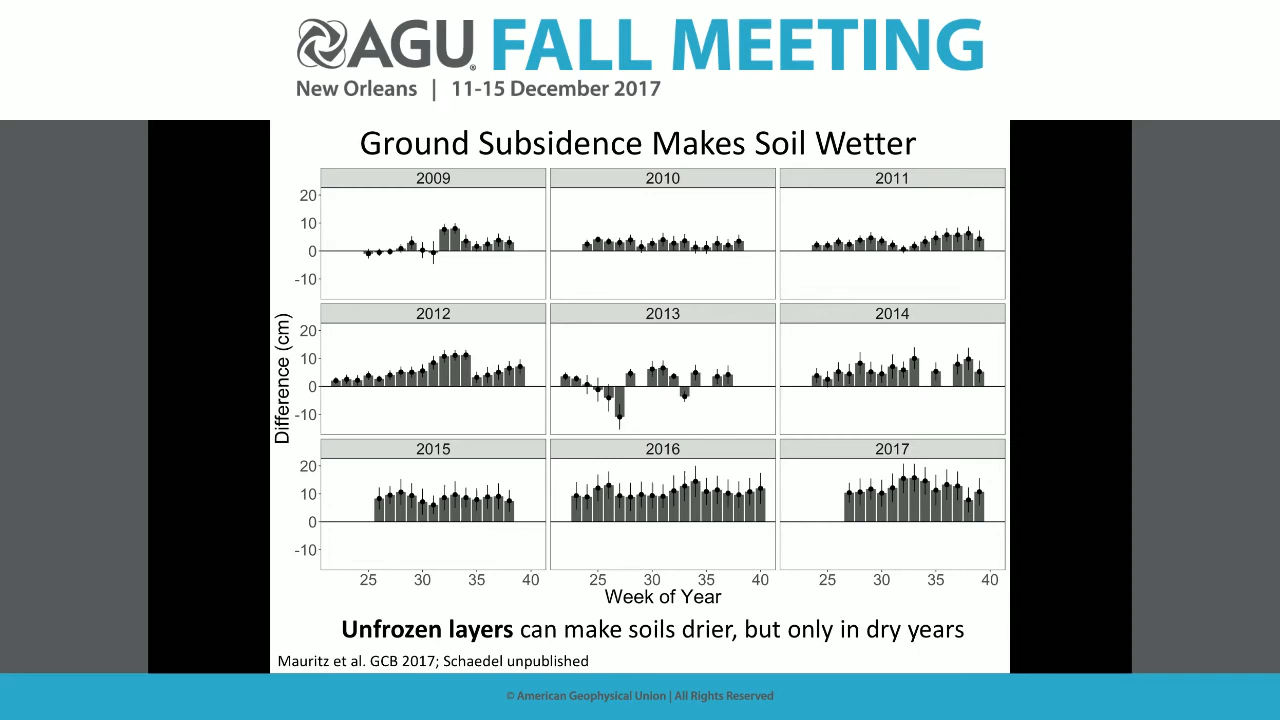 AGU FALL MEETING
New Orleans | 11-15 December 2017
Ground Subsidence Makes Soil Wetter
2009 2010 2011
20
10
0
-10
2012 2013 2014
20
10
0
-10
Difference (cm)
2015 2016 2017
20
10
0
-10
25 30 35 40 25 30 35 40 25 30 35 40
Week of Year
Unfrozen layers can make soils drier, but only in dry years
Mauritz et al. GCB 2017; Schaedel unpublished
© American Geophysical Union | All Rights Reserved